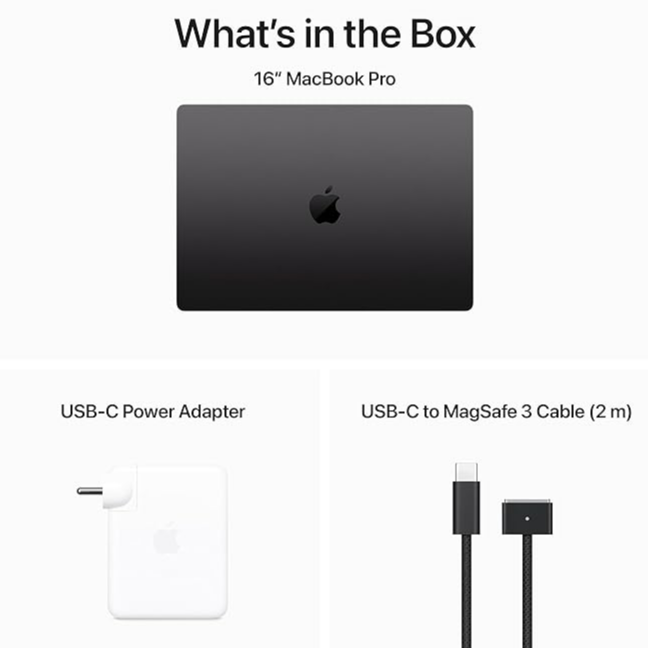 What's in the Box
16” MacBook Pro
USB-C Power Adapter
USB-C to MagSafe 3 Cable (2 m)